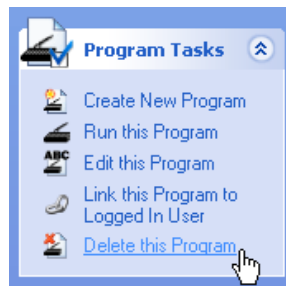 Program Tasks
Create New Program
Run this Program
ABC
Edit this Program
Link this Program to
Logged In User
Delete this Program